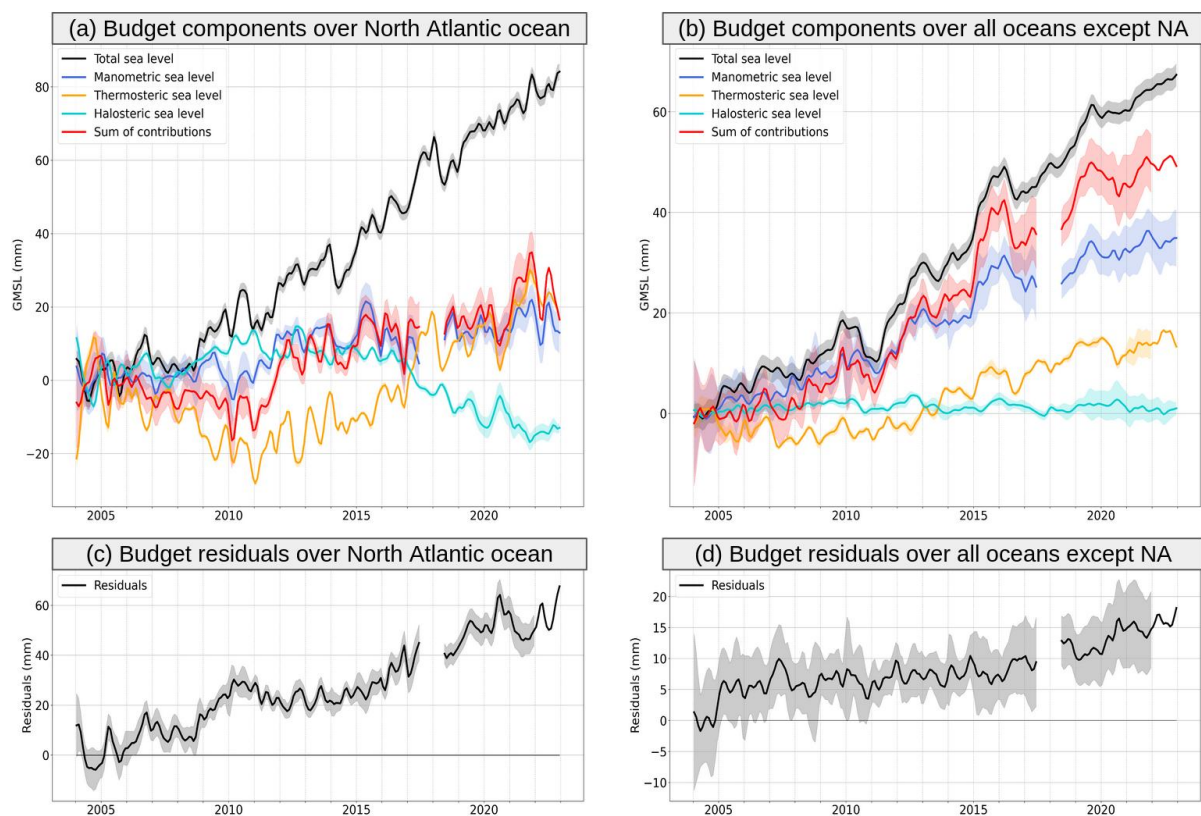 (a) Budget components over North Atlantic ocean
Total sea level
Manometric sea level
Thermosteric sea level
Halosteric sea level
Sum of contributions
GMSL (mm)
80
60
40
20
0
−20
2005 2010 2015 2020
(b) Budget components over all oceans except NA
Total sea level
Manometric sea level
Thermosteric sea level
Halosteric sea level
Sum of contributions
GMSL (mm)
60
40
20
0
2005 2010 2015 2020
(c) Budget residuals over North Atlantic ocean
Residuals
Residuals (mm)
60
40
20
0
2005 2010 2015 2020
(d) Budget residuals over all oceans except NA
Residuals
Residuals (mm)
20
15
10
5
0
−5
−10
2005 2010 2015 2020